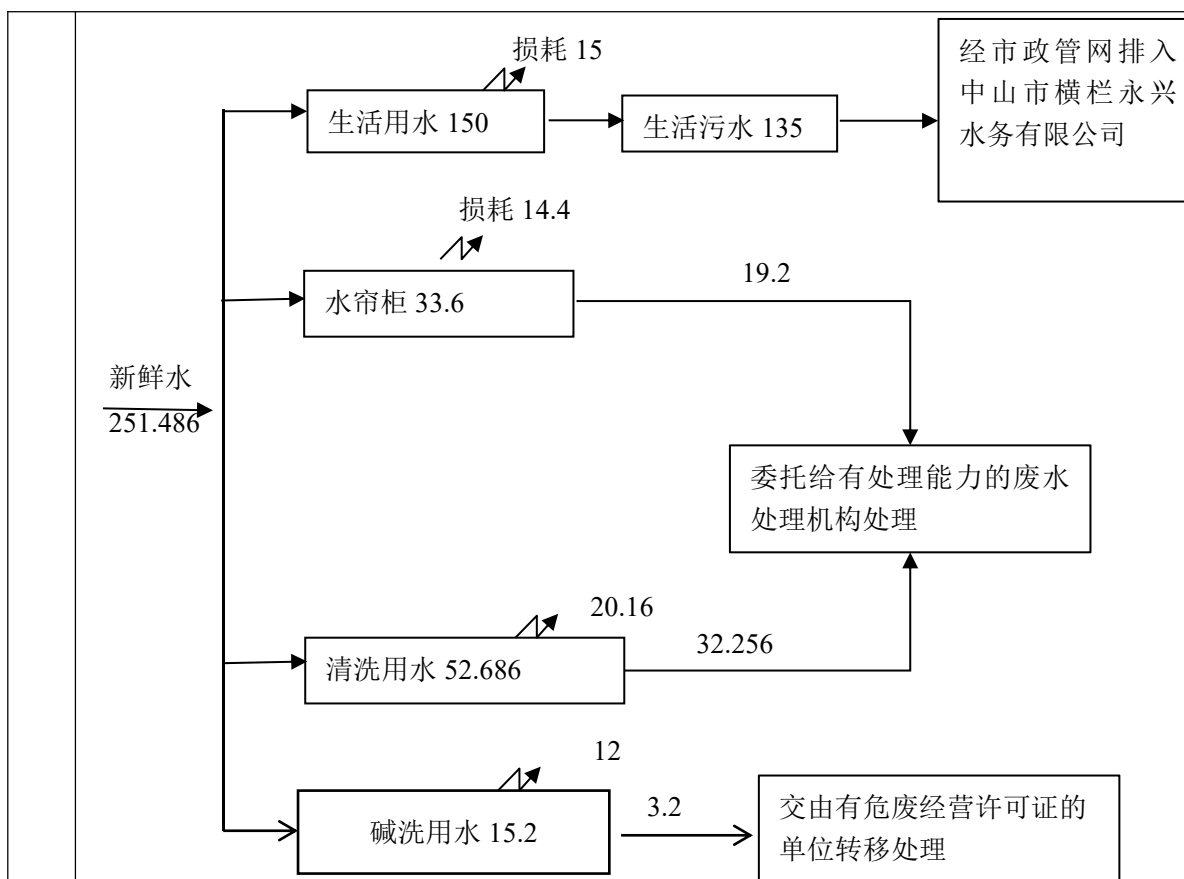 损耗 15
生活用水 150
生活污水 135
经市政管网排入
中山市横栏永兴
水务有限公司
损耗 14.4
水帘柜 33.6
19.2
新鲜水
251.486
委托给有处理能力的废水
处理机构处理
20.16
清洗用水 52.686
32.256
12
碱洗用水 15.2
3.2
交由有危废经营许可证的
单位转移处理